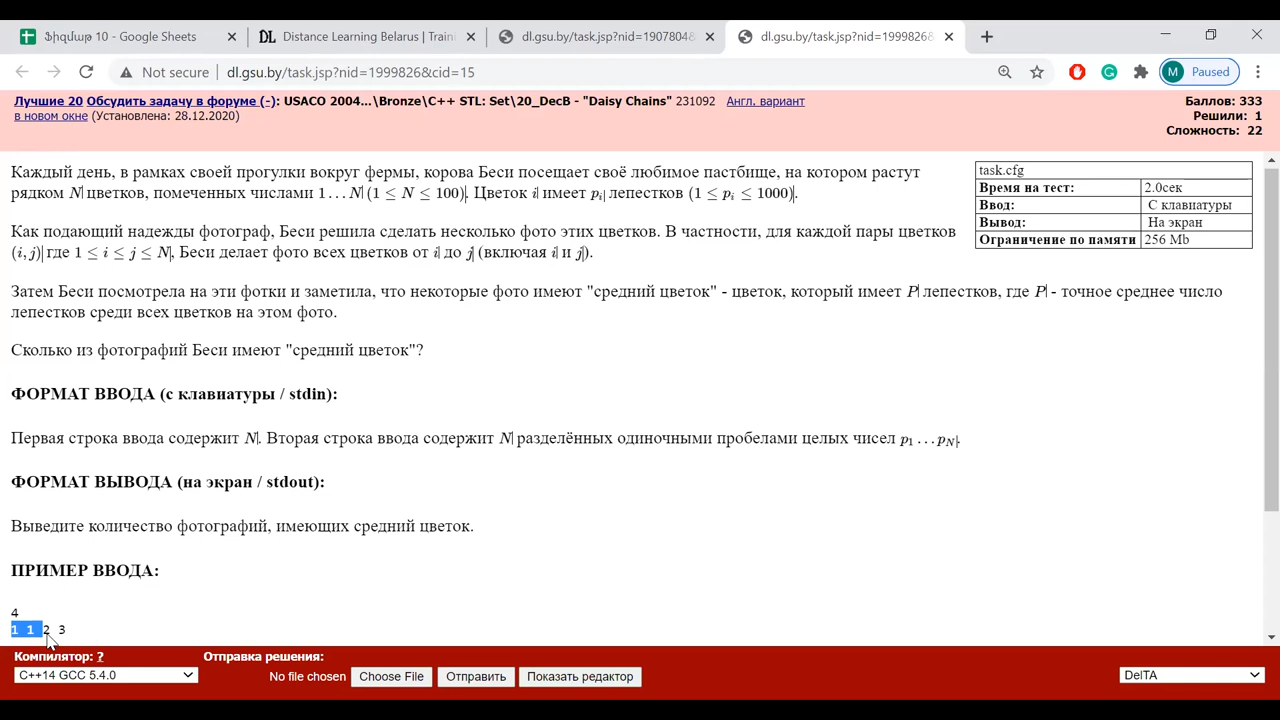 Ֆիզմաթ 10 - Google Sheets
DL Distance Learning Belarus | Traini
dl.gsu.by/task.jsp?nid=1907804&
dl.gsu.by/task.jsp?nid=1999826&
Not secure dl.gsu.by/task.jsp?nid=1999826&cid=15
M Paused
Лучшие 20 Обсудить задачу в форуме (-): USACO 2004...\Bronze\C++ STL: Set\20_DecB - "Daisy Chains" 231092 Англ. вариант
в новом окне (Установлена: 28.12.2020)
Баллов: 333
Решили: 1
Сложность: 22
Каждый день, в рамках своей прогулки вокруг фермы, корова Беси посещает своё любимое пастбище, на котором растут
рядком N цветков, помеченных числами 1…N (1 ≤ N ≤ 100). Цветок i имеет pᵢ лепестков (1 ≤ pᵢ ≤ 1000).
task.cfg
Время на тест: 2.0сек
Ввод: С клавиатуры
Вывод: На экран
Ограничение по памяти 256 Mb
Как подающий надежды фотограф, Беси решила сделать несколько фото этих цветков. В частности, для каждой пары цветков
(i, j) где 1 ≤ i ≤ j ≤ N, Беси делает фото всех цветков от i до j (включая i и j).
Затем Беси посмотрела на эти фотки и заметила, что некоторые фото имеют "средний цветок" - цветок, который имеет P лепестков, где P - точное среднее число
лепестков среди всех цветков на этом фото.
Сколько из фотографий Беси имеют "средний цветок"?
ФОРМАТ ВВОДА (с клавиатуры / stdin):
Первая строка ввода содержит N. Вторая строка ввода содержит N разделённых одиночными пробелами целых чисел p₁…p_N.
ФОРМАТ ВЫВОДА (на экран / stdout):
Выведите количество фотографий, имеющих средний цветок.
ПРИМЕР ВВОДА:
4
1 1 2 3
Компилятор: ? Отправка решения:
C++14 GCC 5.4.0 No file chosen Choose File Отправить Показать редактор DelTA